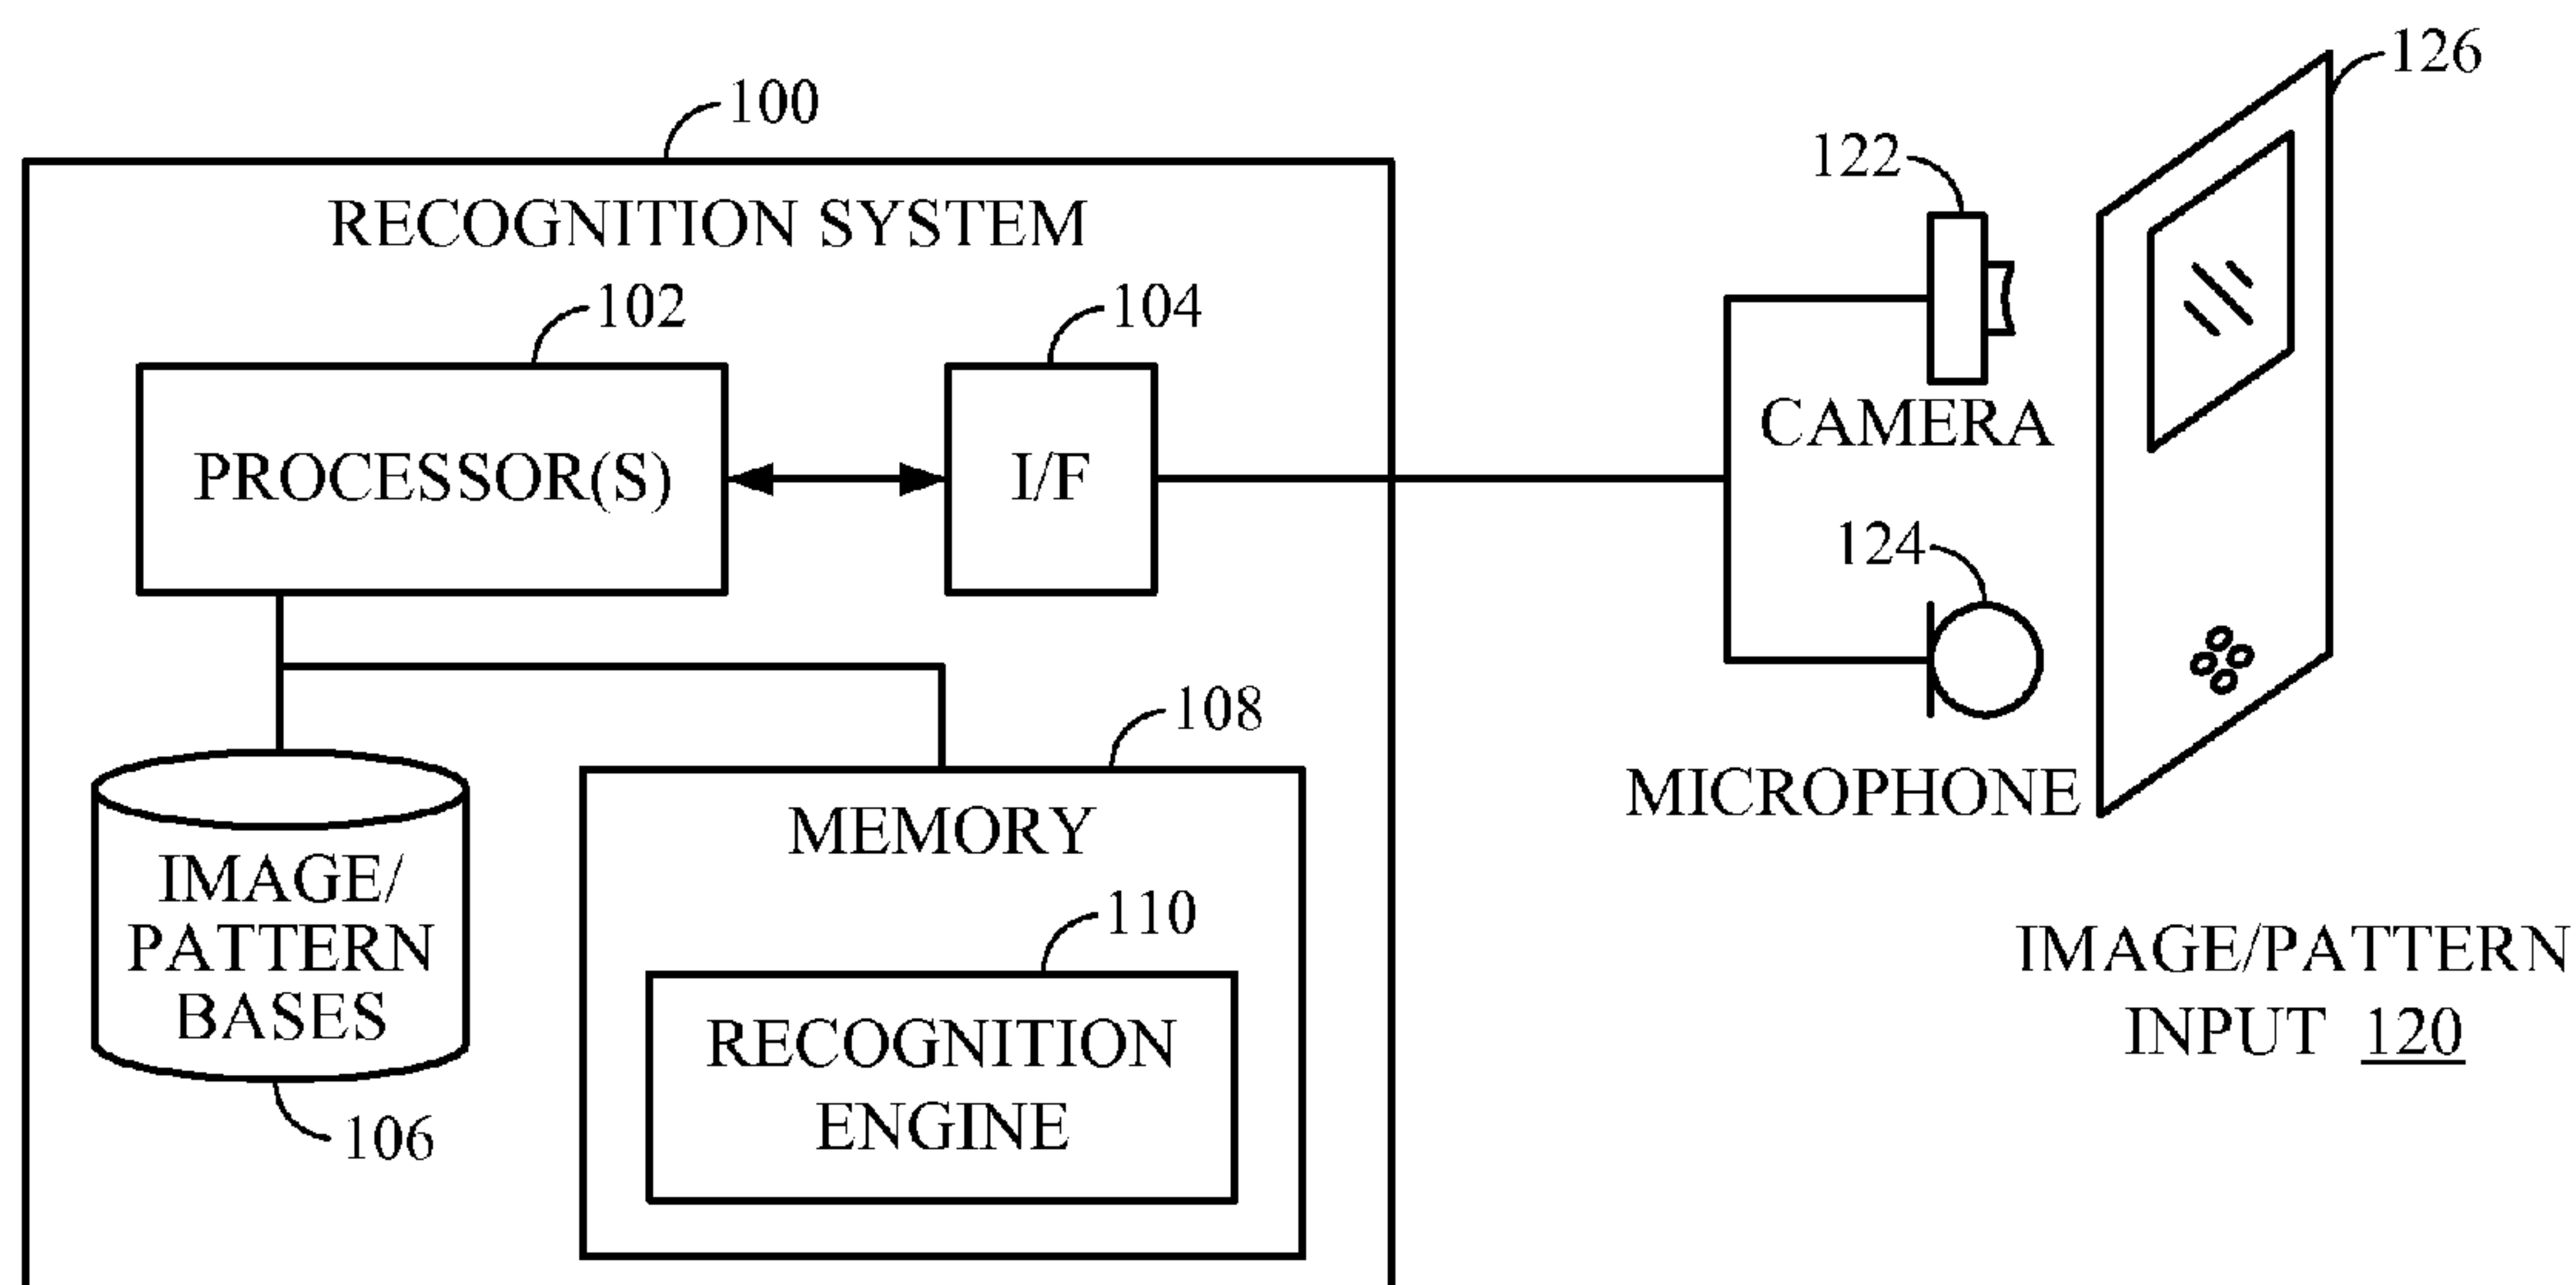 100
126
RECOGNITION SYSTEM
122
102
104
PROCESSOR(S)
I/F
CAMERA
124
108
MICROPHONE
MEMORY
IMAGE/
PATTERN
BASES
110
RECOGNITION
ENGINE
106
IMAGE/PATTERN
INPUT 120